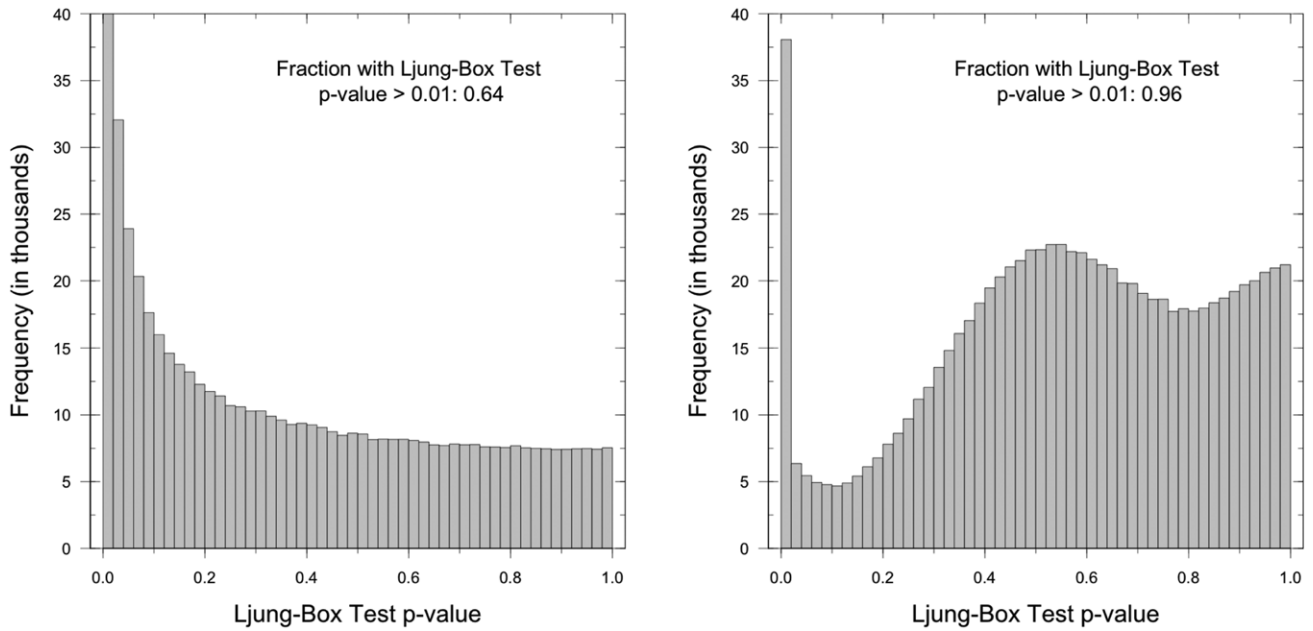 Fraction with Ljung-Box Test
p-value > 0.01: 0.64
Frequency (in thousands)
40
35
30
25
20
15
10
5
0
0.0 0.2 0.4 0.6 0.8 1.0
Ljung-Box Test p-value
Fraction with Ljung-Box Test
p-value > 0.01: 0.96
Frequency (in thousands)
40
35
30
25
20
15
10
5
0
0.0 0.2 0.4 0.6 0.8 1.0
Ljung-Box Test p-value